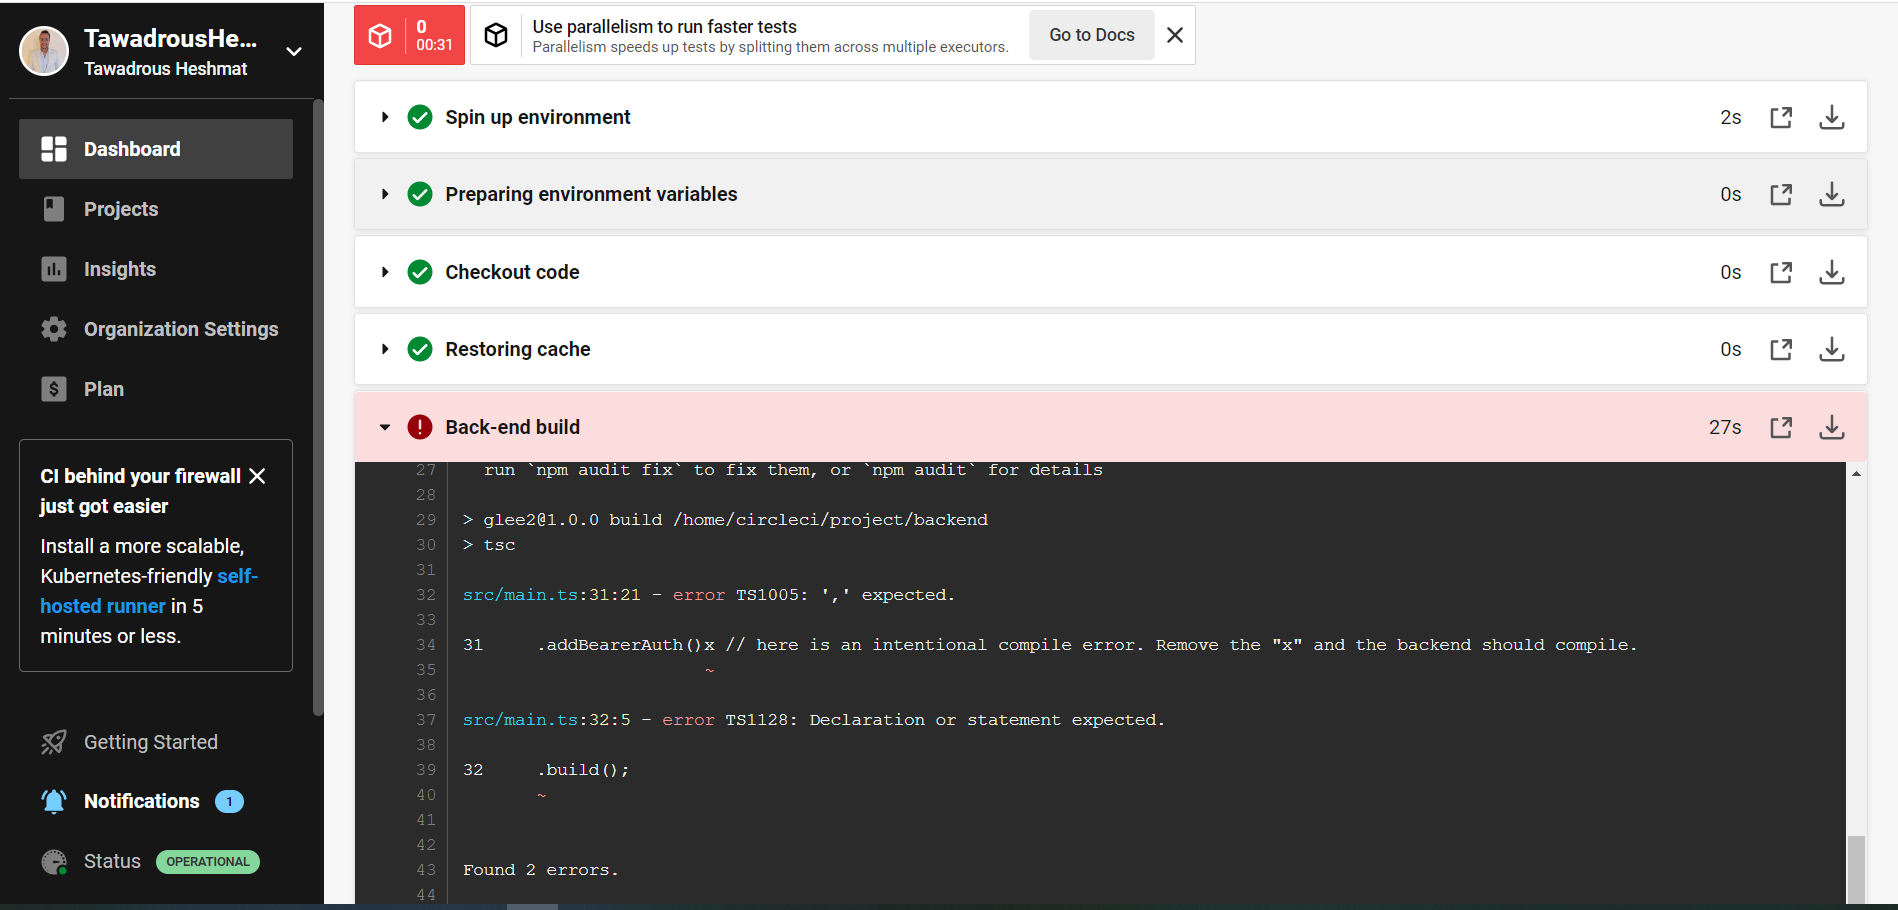 TawadrousHe...
Tawadrous Heshmat
Dashboard
Projects
Insights
Organization Settings
Plan
CI behind your firewall
just got easier
Install a more scalable,
Kubernetes-friendly self-
hosted runner in 5
minutes or less.
Getting Started
Notifications 1
Status OPERATIONAL
0
00:31
Use parallelism to run faster tests
Parallelism speeds up tests by splitting them across multiple executors.
Go to Docs
Spin up environment 2s
Preparing environment variables 0s
Checkout code 0s
Restoring cache 0s
Back-end build 27s
27 run `npm audit fix` to fix them, or `npm audit` for details
28
29 > glee2@1.0.0 build /home/circleci/project/backend
30 > tsc
31
32 src/main.ts:31:21 - error TS1005: ',' expected.
33
34 31 .addBearerAuth()x // here is an intentional compile error. Remove the "x" and the backend should compile.
35 ~
36
37 src/main.ts:32:5 - error TS1128: Declaration or statement expected.
38
39 32 .build();
40 ~
41
42
43 Found 2 errors.
44